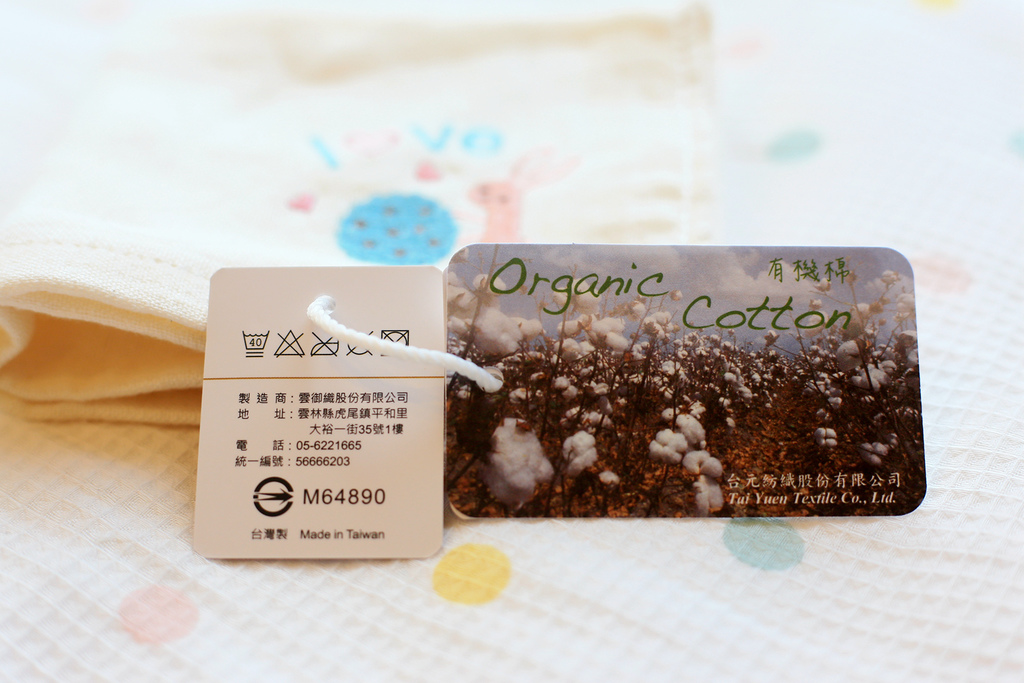 Love
40
製造商：雲御織股份有限公司
地　　址：雲林縣虎尾鎮平和里
大裕一街35號1樓
電　　話：05-6221665
統一編號：56666203
M64890
台灣製 Made in Taiwan
Organic 有機棉
Cotton
台元紡織股份有限公司
Tai Yuen Textile Co., Ltd.